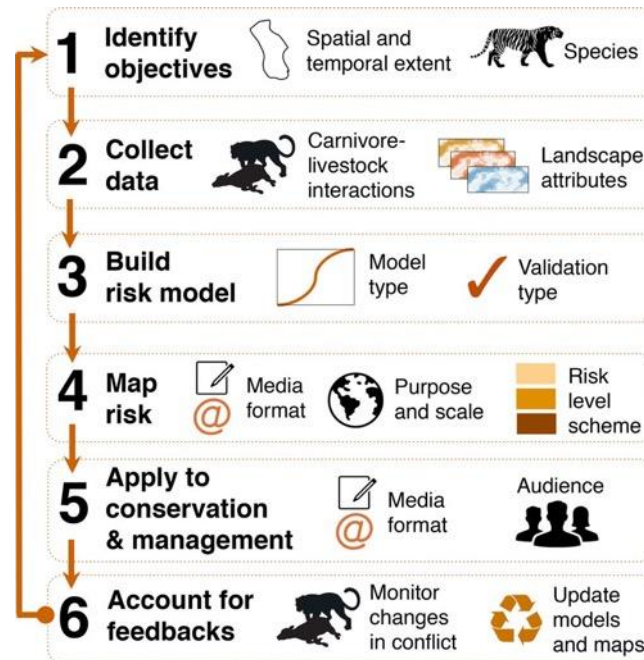 1 Identify
objectives
Spatial and
temporal extent
Species
2 Collect
data
Carnivore-
livestock
interactions
Landscape
attributes
3 Build
risk model
Model
type
Validation
type
4 Map
risk
Media
format
@
Purpose
and scale
Risk
level
scheme
5 Apply to
conservation
& management
Media
format
@
Audience
6 Account for
feedbacks
Monitor
changes
in conflict
Update
models
and maps